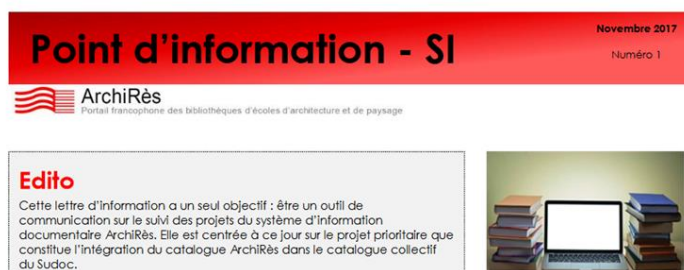 Novembre 2017
Point d'information - SI
Numéro 1
ArchiRès
Portail francophone des bibliothèques d'écoles d'architecture et de paysage
Edito
Cette lettre d'information a un seul objectif : être un outil de
communication sur le suivi des projets du système d'information
documentaire ArchiRès. Elle est centrée à ce jour sur le projet prioritaire que
constitue l'intégration du catalogue ArchiRès dans le catalogue collectif
du Sudoc.